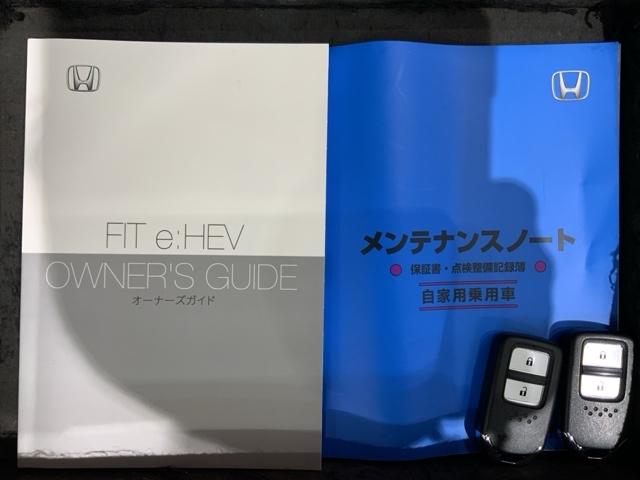 FIT e:HEV
OWNER'S GUIDE
オーナーズガイド
メンテナンスノート
保証書・点検整備記録簿
自家用乗用車